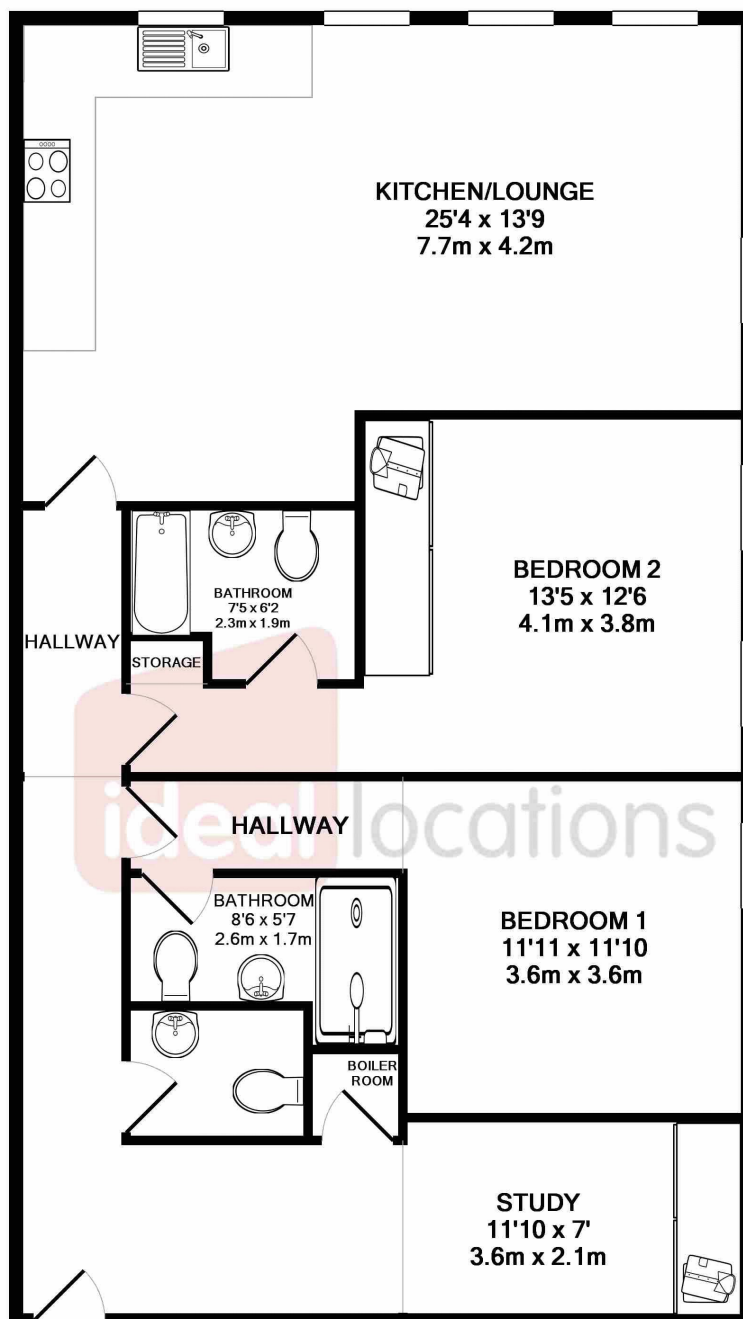 KITCHEN/LOUNGE
25'4 x 13'9
7.7m x 4.2m
BEDROOM 2
13'5 x 12'6
4.1m x 3.8m
BATHROOM
7'5 x 6'2
2.3m x 1.9m
HALLWAY
STORAGE
HALLWAY
ideal locations
BATHROOM
8'6 x 5'7
2.6m x 1.7m
BEDROOM 1
11'11 x 11'10
3.6m x 3.6m
BOILER
ROOM
STUDY
11'10 x 7'
3.6m x 2.1m